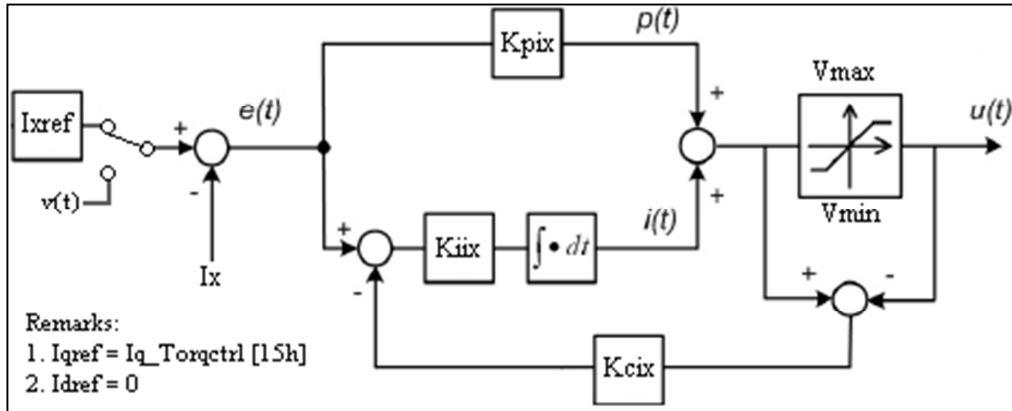 Kpix
p(t)
Vmax
Ixref
e(t)
u(t)
+
-
+
+
v(t)
Vmin
Ix
+
-
Kiix
∫ • dt
i(t)
+
-
Kcix
Remarks:
1. Iqref = Iq_Torqctrl [15h]
2. Idref = 0